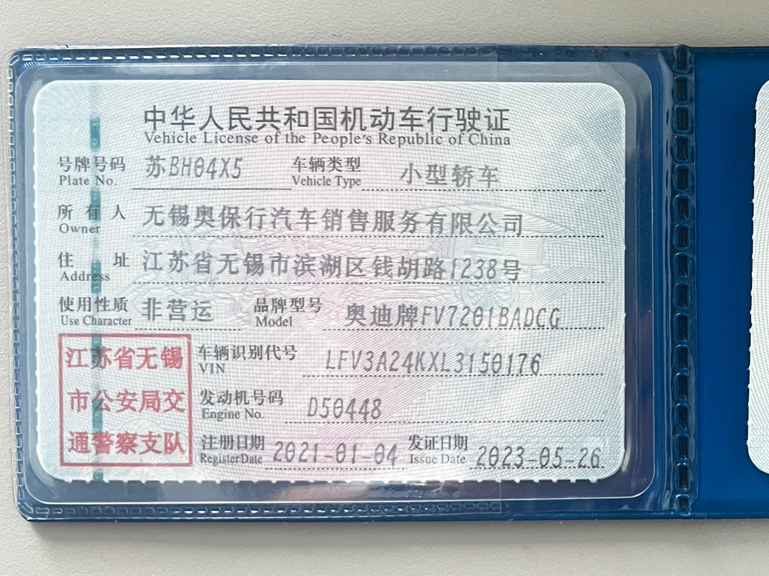 中华人民共和国机动车行驶证
Vehicle License of the People's Republic of China
号牌号码 苏BH04X5 车辆类型 小型轿车
Plate No. Vehicle Type
所有人 无锡奥保行汽车销售服务有限公司
Owner
住址 江苏省无锡市滨湖区钱胡路1238号
Address
使用性质 非营运 品牌型号 奥迪牌FV7201BADCG
Use Character Model
江苏省无锡
市公安局交
通警察支队
车辆识别代号 LFV3A24KXL3150176
VIN
发动机号码 D50448
Engine No.
注册日期 2021-01-04 发证日期 2023-05-26
Register Date Issue Date